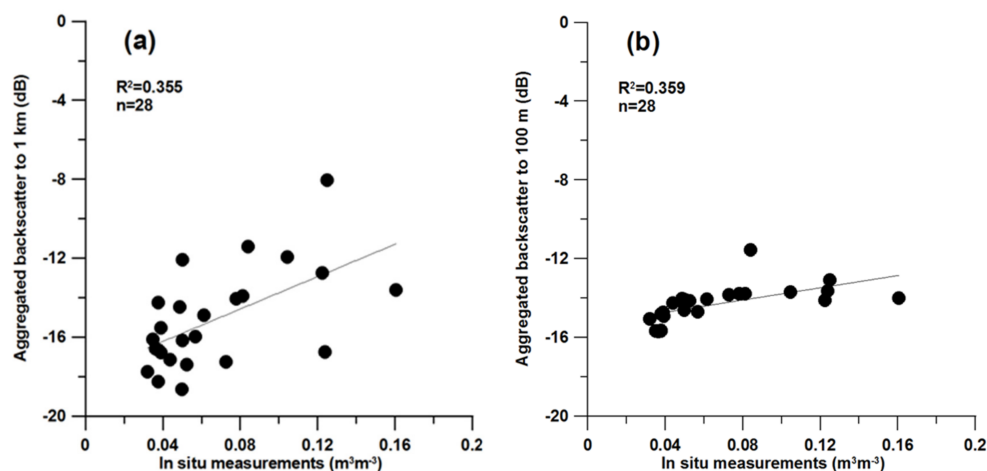 (a)
R²=0.355
n=28
Aggregated backscatter to 1 km (dB)
0
-4
-8
-12
-16
-20
0 0.04 0.08 0.12 0.16 0.2
In situ measurements (m³m⁻³)
(b)
R²=0.359
n=28
Aggregated backscatter to 100 m (dB)
0
-4
-8
-12
-16
-20
0 0.04 0.08 0.12 0.16 0.2
In situ measurements (m³m⁻³)